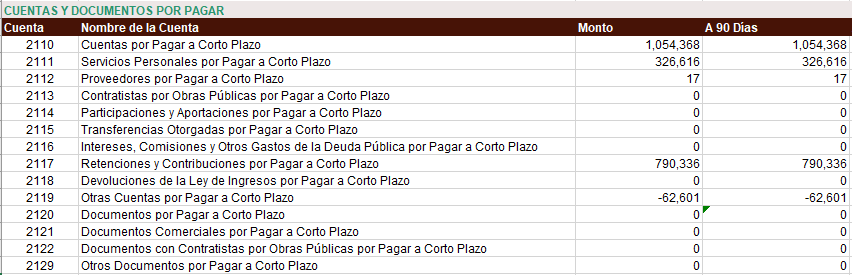 CUENTAS Y DOCUMENTOS POR PAGAR
Cuenta Nombre de la Cuenta Monto A 90 Días
2110 Cuentas por Pagar a Corto Plazo 1,054,368 1,054,368
2111 Servicios Personales por Pagar a Corto Plazo 326,616 326,616
2112 Proveedores por Pagar a Corto Plazo 17 17
2113 Contratistas por Obras Públicas por Pagar a Corto Plazo 0 0
2114 Participaciones y Aportaciones por Pagar a Corto Plazo 0 0
2115 Transferencias Otorgadas por Pagar a Corto Plazo 0 0
2116 Intereses, Comisiones y Otros Gastos de la Deuda Pública por Pagar a Corto Plazo 0 0
2117 Retenciones y Contribuciones por Pagar a Corto Plazo 790,336 790,336
2118 Devoluciones de la Ley de Ingresos por Pagar a Corto Plazo 0 0
2119 Otras Cuentas por Pagar a Corto Plazo -62,601 -62,601
2120 Documentos por Pagar a Corto Plazo 0 0
2121 Documentos Comerciales por Pagar a Corto Plazo 0 0
2122 Documentos con Contratistas por Obras Públicas por Pagar a Corto Plazo 0 0
2129 Otros Documentos por Pagar a Corto Plazo 0 0